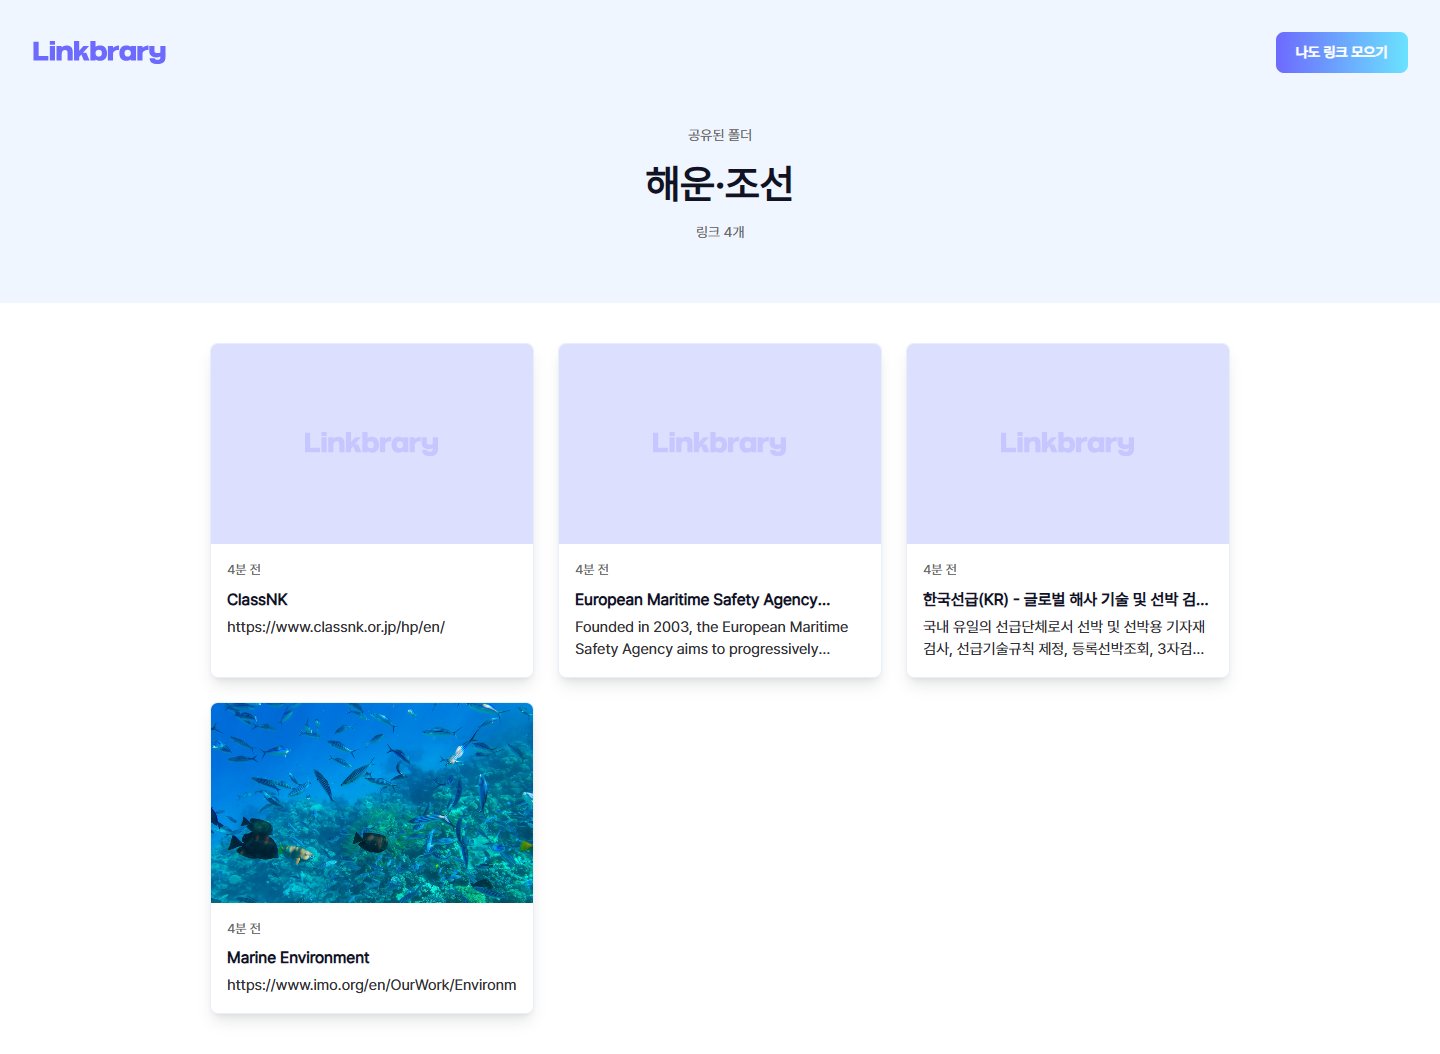 Linkbrary
나도 링크 모으기
공유된 폴더
해운·조선
링크 4개
Linkbrary
4분 전
ClassNK
https://www.classnk.or.jp/hp/en/
Linkbrary
4분 전
European Maritime Safety Agency...
Founded in 2003, the European Maritime
Safety Agency aims to progressively...
Linkbrary
4분 전
한국선급(KR) - 글로벌 해사 기술 및 선박 검...
국내 유일의 선급단체로서 선박 및 선박용 기자재
검사, 선급기술규칙 제정, 등록선박조회, 3자검...
4분 전
Marine Environment
https://www.imo.org/en/OurWork/Environm